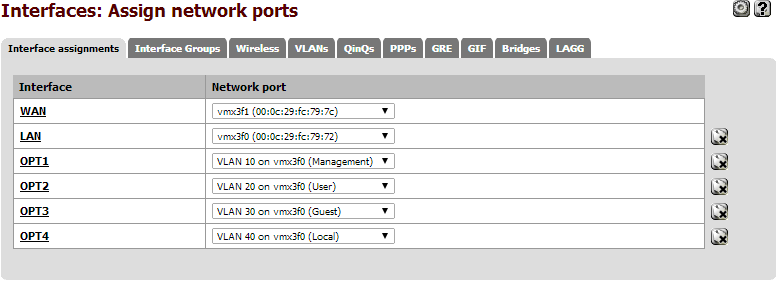 Interfaces: Assign network ports
Interface assignments Interface Groups Wireless VLANs QinQs PPPs GRE GIF Bridges LAGG
Interface Network port
WAN vmx3f1 (00:0c:29:fc:79:7c)
LAN vmx3f0 (00:0c:29:fc:79:72)
OPT1 VLAN 10 on vmx3f0 (Management)
OPT2 VLAN 20 on vmx3f0 (User)
OPT3 VLAN 30 on vmx3f0 (Guest)
OPT4 VLAN 40 on vmx3f0 (Local)